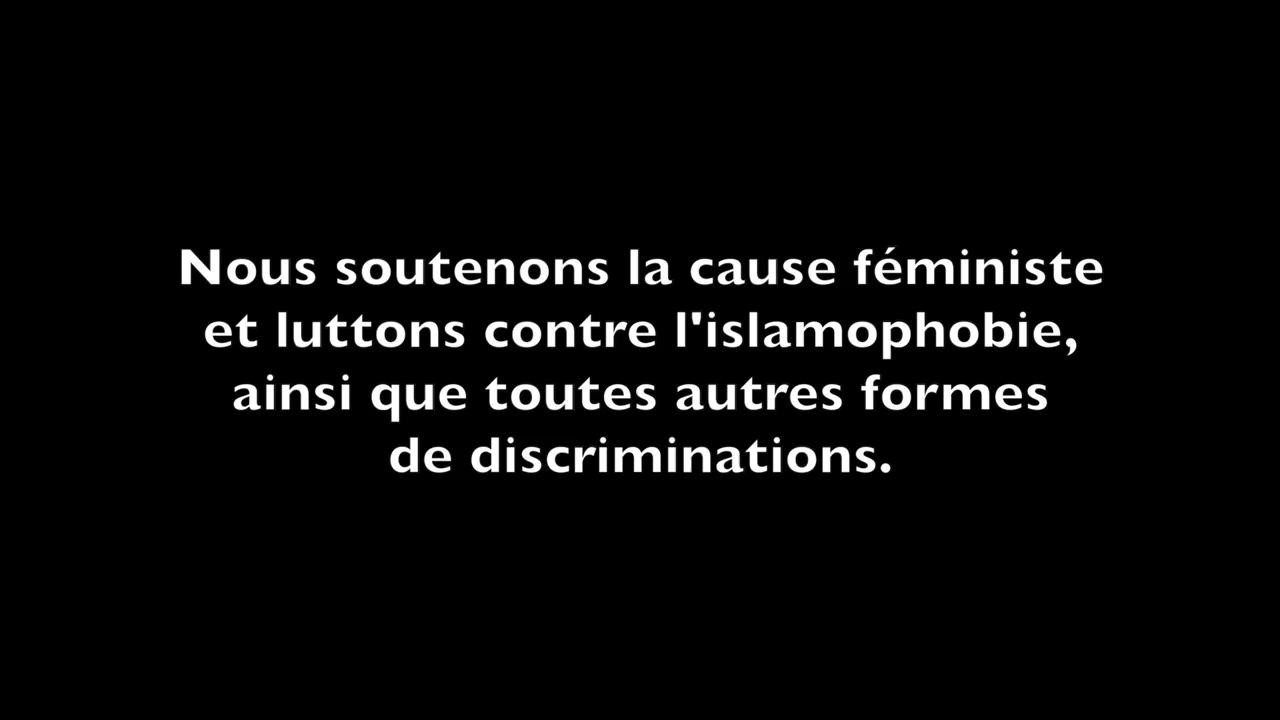 Nous soutenons la cause féministe
et luttons contre l'islamophobie,
ainsi que toutes autres formes
de discriminations.